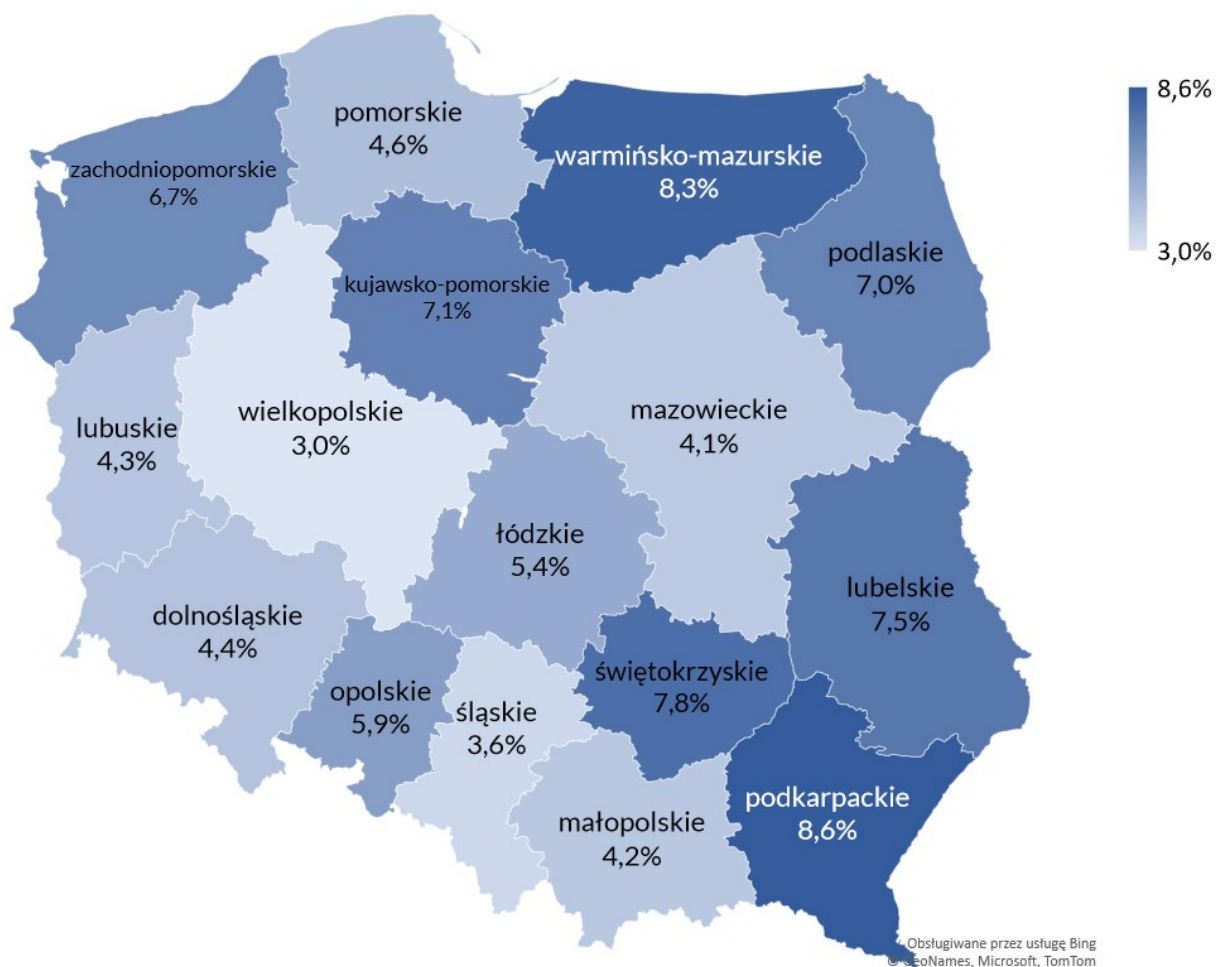 pomorskie
4,6%
zachodniopomorskie
6,7%
warmińsko-mazurskie
8,3%
podlaskie
7,0%
kujawsko-pomorskie
7,1%
8,6%
3,0%
lubuskie
4,3%
wielkopolskie
3,0%
mazowieckie
4,1%
łódzkie
5,4%
lubelskie
7,5%
dolnośląskie
4,4%
opolskie
5,9%
śląskie
3,6%
świętokrzyskie
7,8%
małopolskie
4,2%
podkarpackie
8,6%
Obsługiwane przez usługę Bing
© GeoNames, Microsoft, TomTom